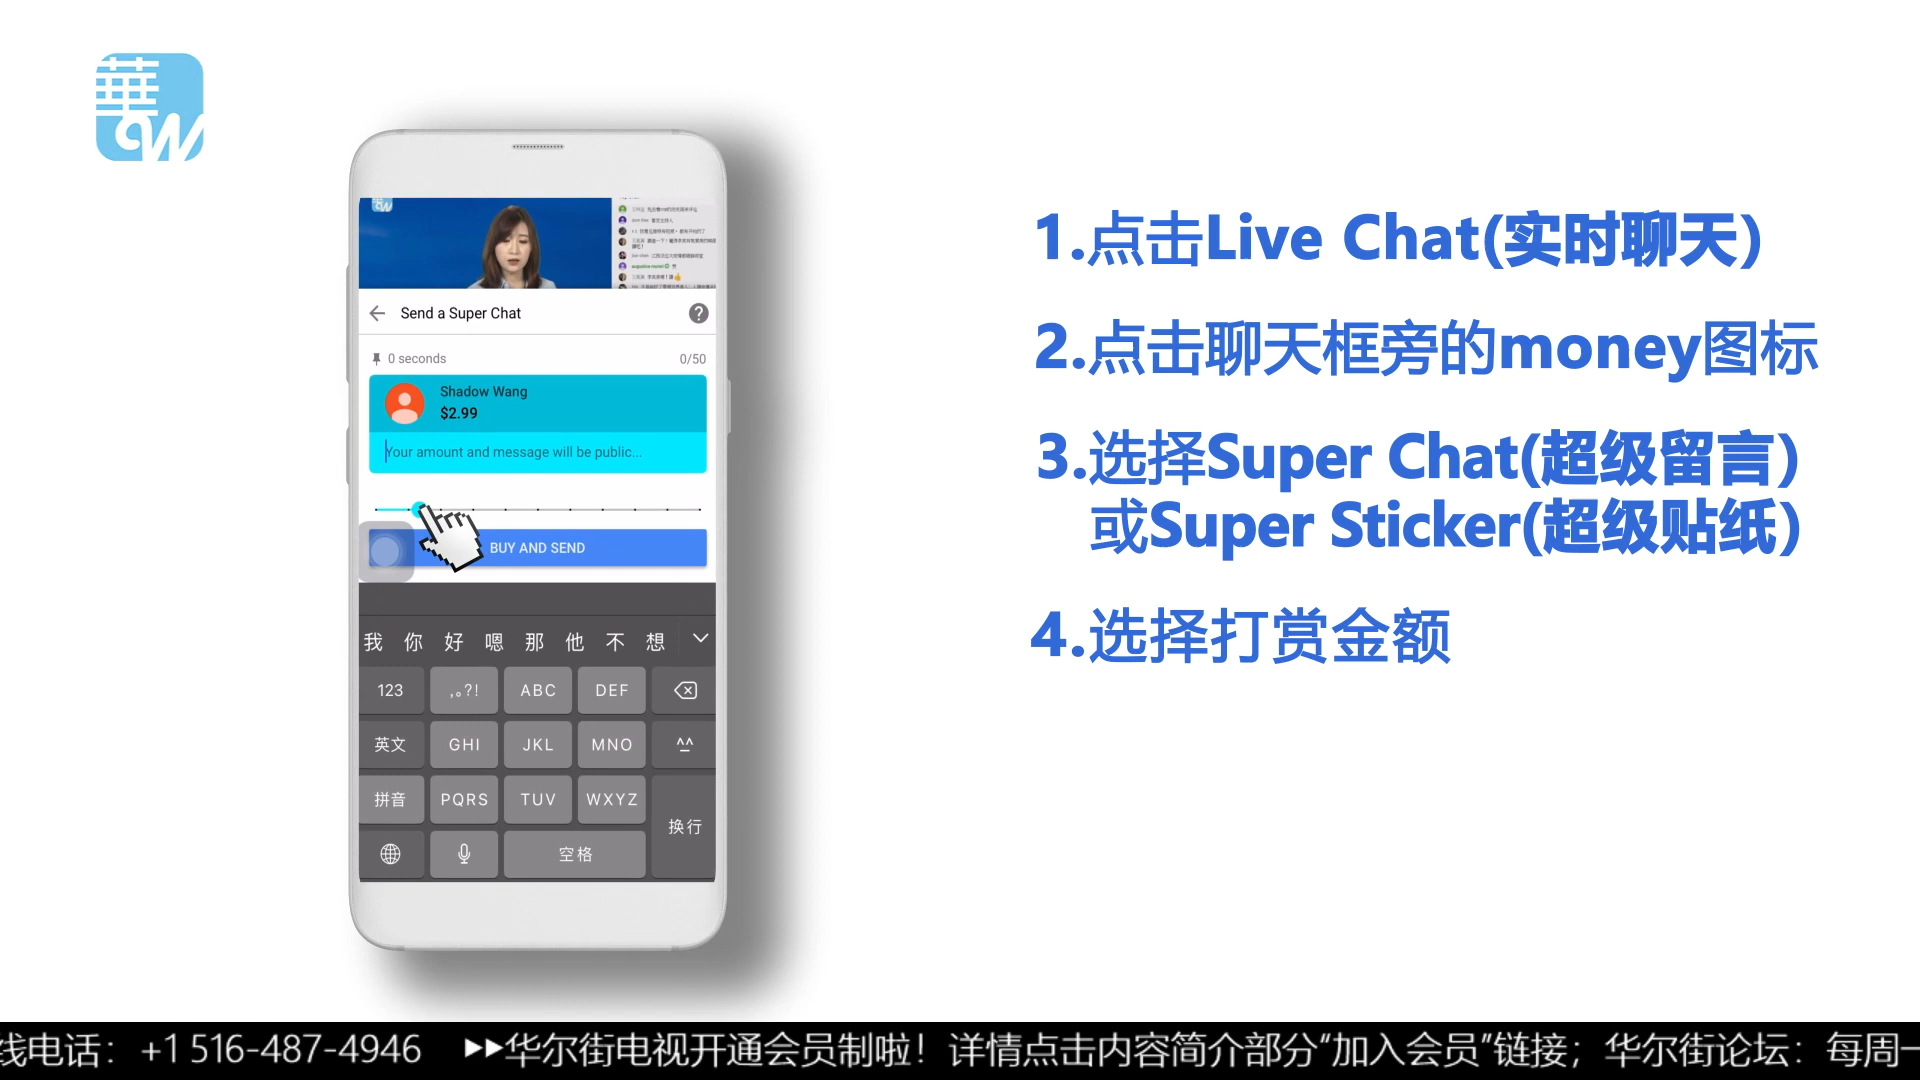 華
W
Send a Super Chat
0 seconds
0/50
Shadow Wang
$2.99
Your amount and message will be public...
BUY AND SEND
我 你 好 嗯 那 他 不 想
123 ,。?! ABC DEF
英文 GHI JKL MNO ^^
拼音 PQRS TUV WXYZ
换行
空格
1.点击Live Chat(实时聊天)
2.点击聊天框旁的money图标
3.选择Super Chat(超级留言)
或Super Sticker(超级贴纸)
4.选择打赏金额
线电话：+1 516-487-4946 ▶▶华尔街电视开通会员制啦！详情点击内容简介部分“加入会员”链接；华尔街论坛：每周一